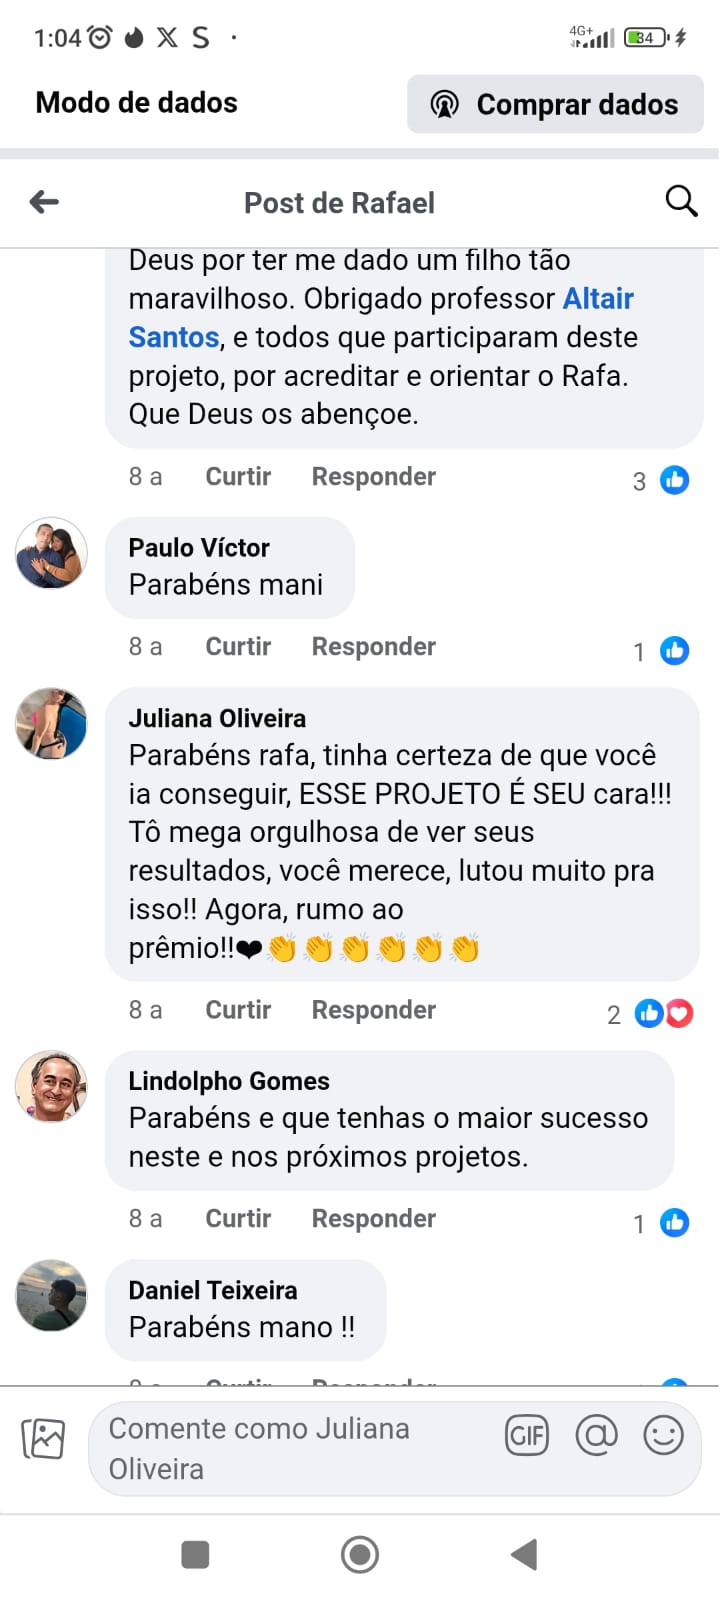 1:04
4G+
34
Modo de dados
Comprar dados
Post de Rafael
Deus por ter me dado um filho tão
maravilhoso. Obrigado professor Altair
Santos, e todos que participaram deste
projeto, por acreditar e orientar o Rafa.
Que Deus os abençoe.
8 a Curtir Responder 3
Paulo Víctor
Parabéns mani
8 a Curtir Responder 1
Juliana Oliveira
Parabéns rafa, tinha certeza de que você
ia conseguir, ESSE PROJETO É SEU cara!!!
Tô mega orgulhosa de ver seus
resultados, você merece, lutou muito pra
isso!! Agora, rumo ao
prêmio!!❤👏👏👏👏👏👏
8 a Curtir Responder 2
Lindolpho Gomes
Parabéns e que tenhas o maior sucesso
neste e nos próximos projetos.
8 a Curtir Responder 1
Daniel Teixeira
Parabéns mano !!
Comente como Juliana
Oliveira
GIF @